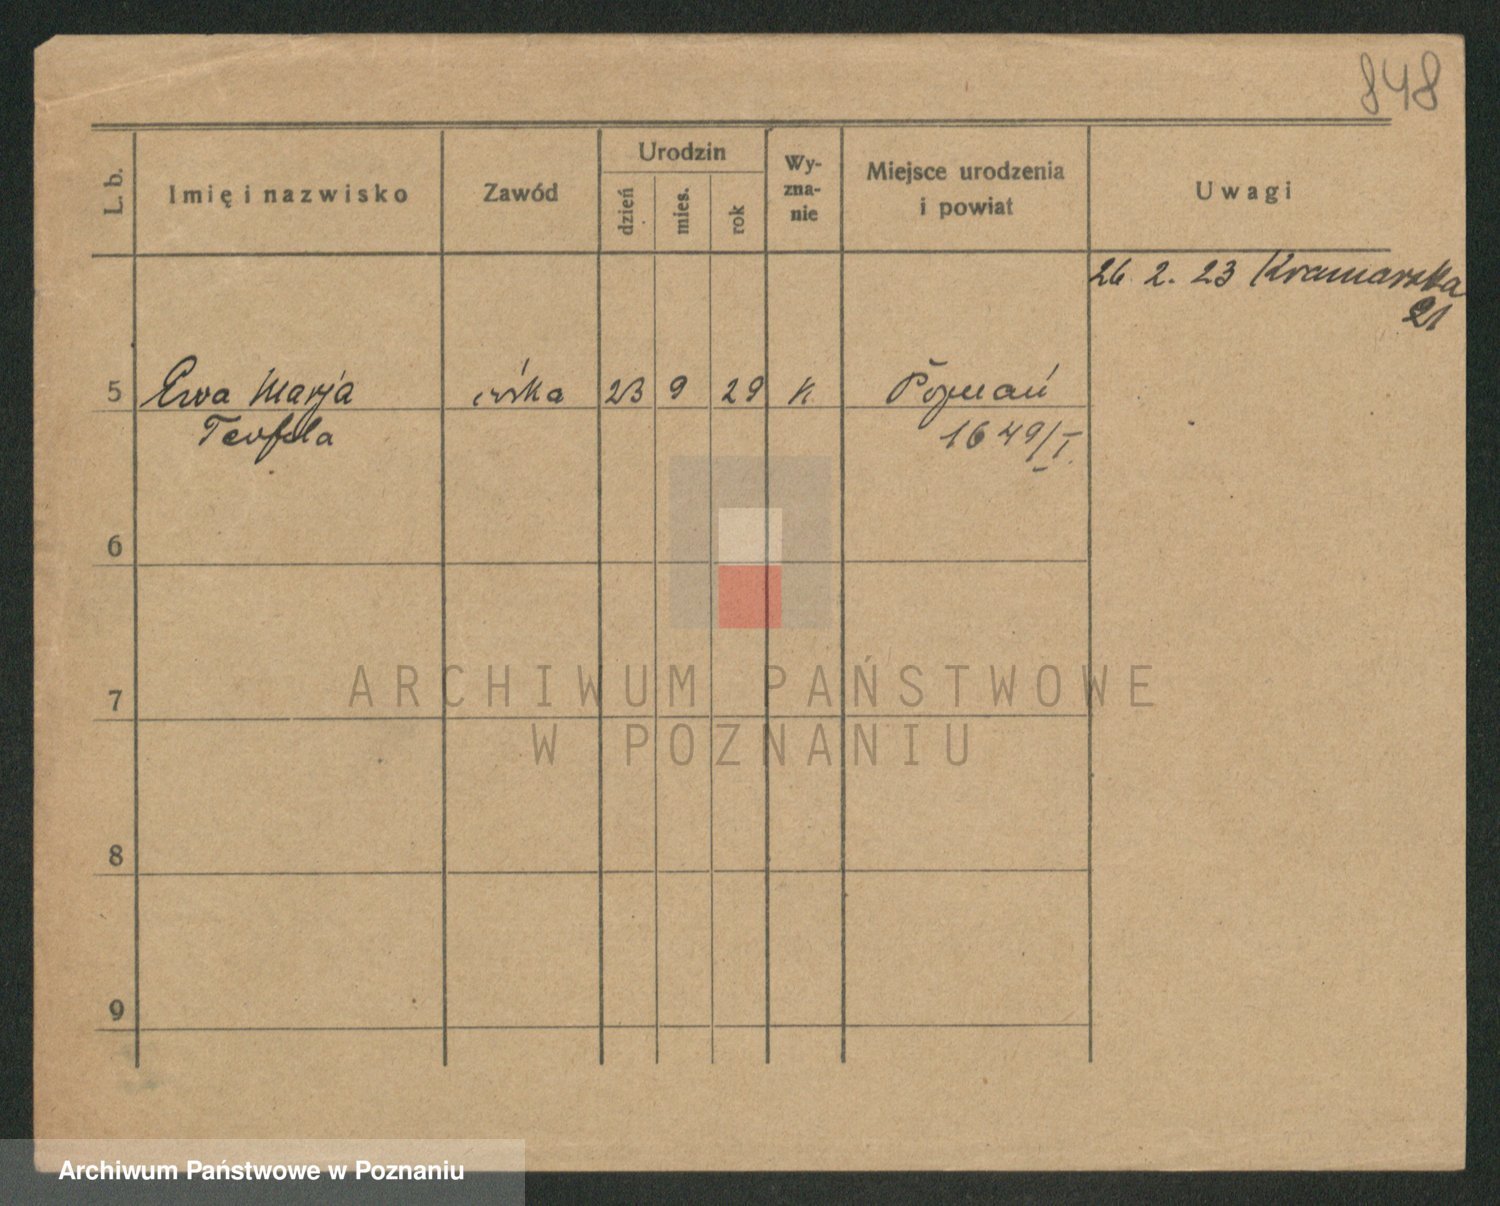 848
L. b.
Imię i nazwisko
Zawód
Urodzin
dzień
mies.
rok
Wy-
zna-
nie
Miejsce urodzenia
i powiat
Uwagi
26. 2. 23 Kramarska
21
5 Ewa Marja córka 23 9 29 K Poznań
Teofila 1649/I.
6
7
8
9
ARCHIWUM PAŃSTWOWE
W POZNANIU
Archiwum Państwowe w Poznaniu